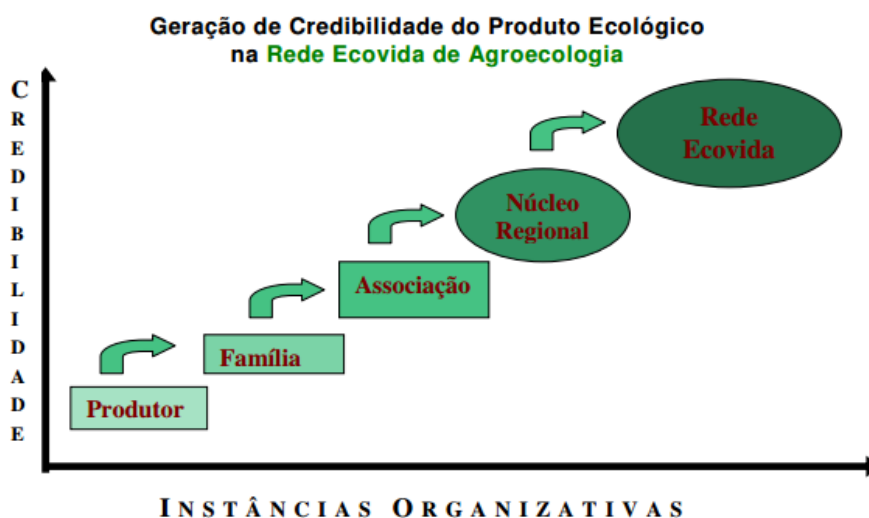 Geração de Credibilidade do Produto Ecológico
na Rede Ecovida de Agroecologia
CREDIBILIDADE
Rede
Ecovida
Núcleo
Regional
Associação
Família
Produtor
INSTÂNCIAS ORGANIZATIVAS